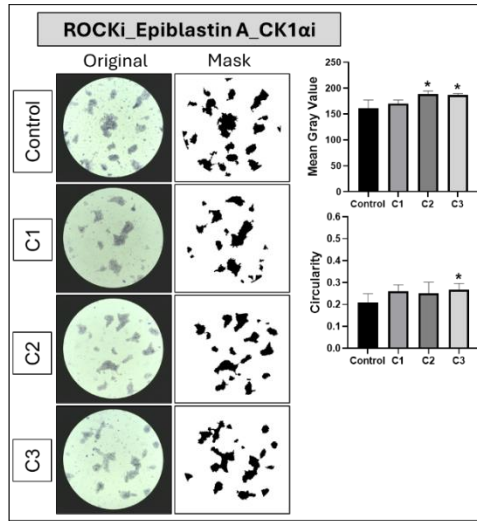 ROCKi_Epiblastin A_CK1αi
Original
Mask
Control
C1
C2
C3
Mean Gray Value
250
200
150
100
50
0
* *
Control C1 C2 C3
Circularity
0.6
0.5
0.4
0.3
0.2
0.1
0.0
*
Control C1 C2 C3